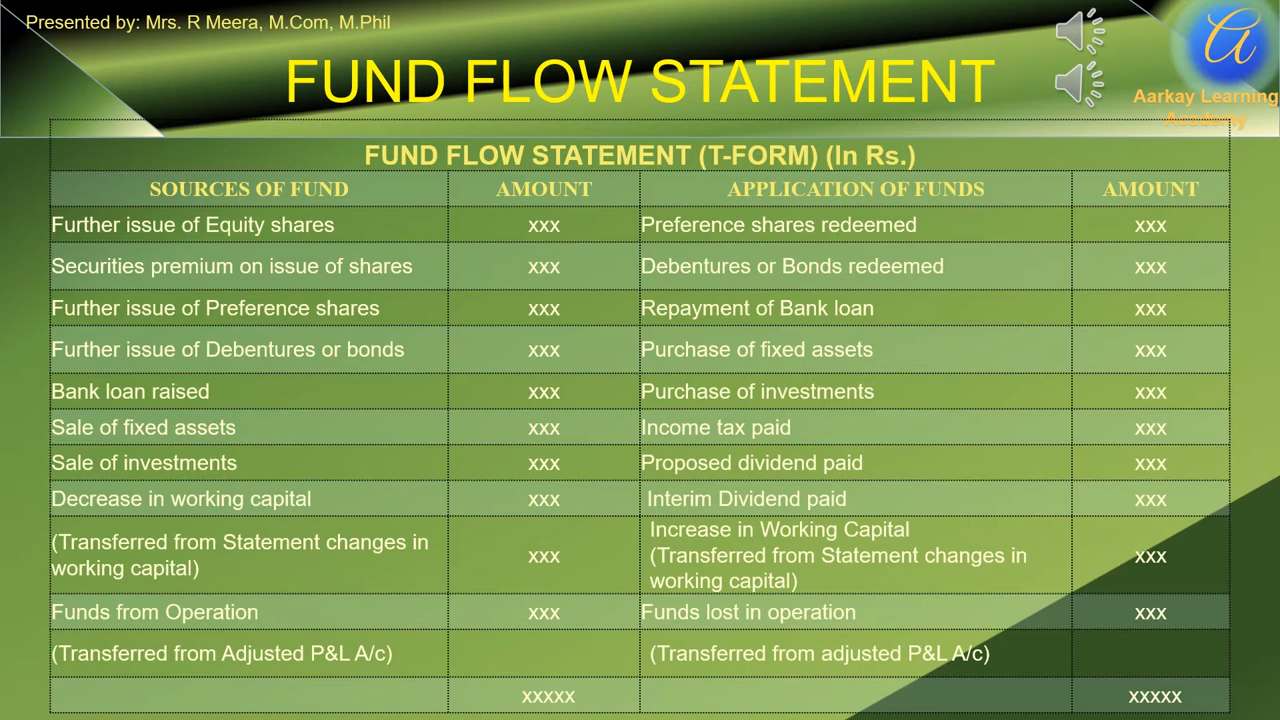 Presented by: Mrs. R Meera, M.Com, M.Phil
FUND FLOW STATEMENT
a
Aarkay Learning
Academy
FUND FLOW STATEMENT (T-FORM) (In Rs.)
SOURCES OF FUND AMOUNT APPLICATION OF FUNDS AMOUNT
Further issue of Equity shares xxx Preference shares redeemed xxx
Securities premium on issue of shares xxx Debentures or Bonds redeemed xxx
Further issue of Preference shares xxx Repayment of Bank loan xxx
Further issue of Debentures or bonds xxx Purchase of fixed assets xxx
Bank loan raised xxx Purchase of investments xxx
Sale of fixed assets xxx Income tax paid xxx
Sale of investments xxx Proposed dividend paid xxx
Decrease in working capital xxx Interim Dividend paid xxx
(Transferred from Statement changes in
working capital) xxx
Increase in Working Capital
(Transferred from Statement changes in
working capital) xxx
Funds from Operation xxx Funds lost in operation xxx
(Transferred from Adjusted P&L A/c) (Transferred from adjusted P&L A/c)
xxxxx xxxxx